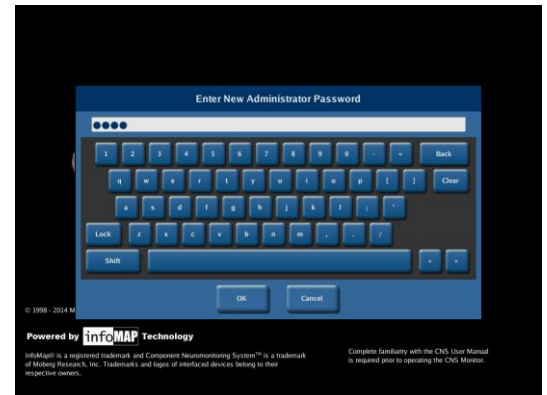 Enter New Administrator Password
1 2 3 4 5 6 7 8 9 0 - = Back
q w e r t y u i o p [ ] Clear
a s d f g h j k l ; '
Lock z x c v b n m , . /
Shift < >
OK Cancel
© 1998 - 2014 M
Powered by infoMAP Technology
InfoMap® is a registered trademark and Component Neuromonitoring System™ is a trademark
of Moberg Research, Inc. Trademarks and logos of interfaced devices belong to their
respective owners.
Complete familiarity with the CNS User Manual
is required prior to operating the CNS Monitor.